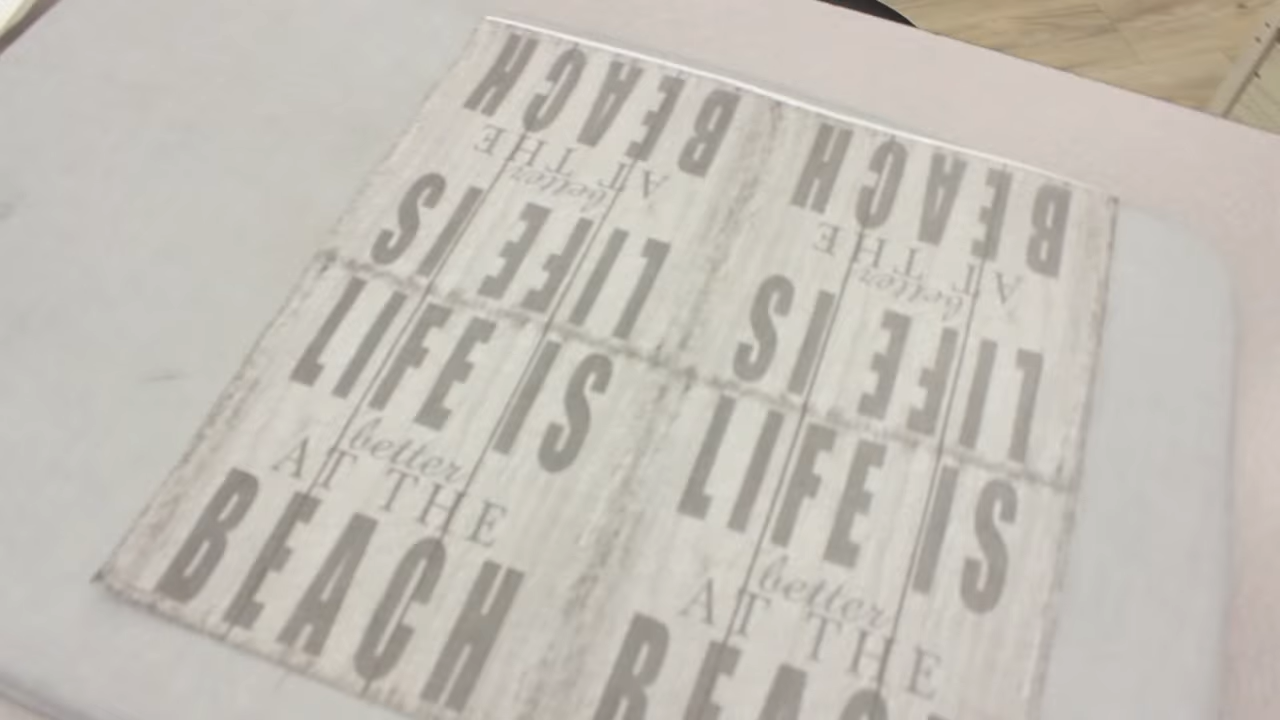 LIFE IS
better
AT THE
BEACH
LIFE IS
better
AT THE
BEACH
LIFE IS
better
AT THE
BEACH
LIFE IS
better
AT THE
BEAC